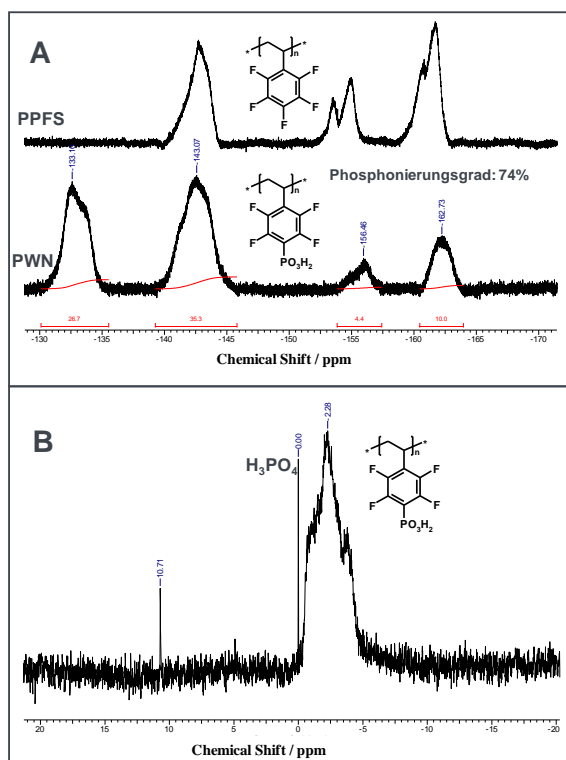 A
PPFS
*
*
n
F
F
F
F
F
-133.10
-143.07
*
*
n
F
F
F
F
PO3H2
Phosphonierungsgrad: 74%
-156.46
-162.73
PWN
26.7
35.3
4.4
10.0
-130
-135
-140
-145
-150
-155
-160
-165
-170
Chemical Shift / ppm
B
H3PO4
0.00
-2.28
10.71
*
*
n
F
F
F
F
PO3H2
20
15
10
5
0
-5
-10
-15
-20
Chemical Shift / ppm